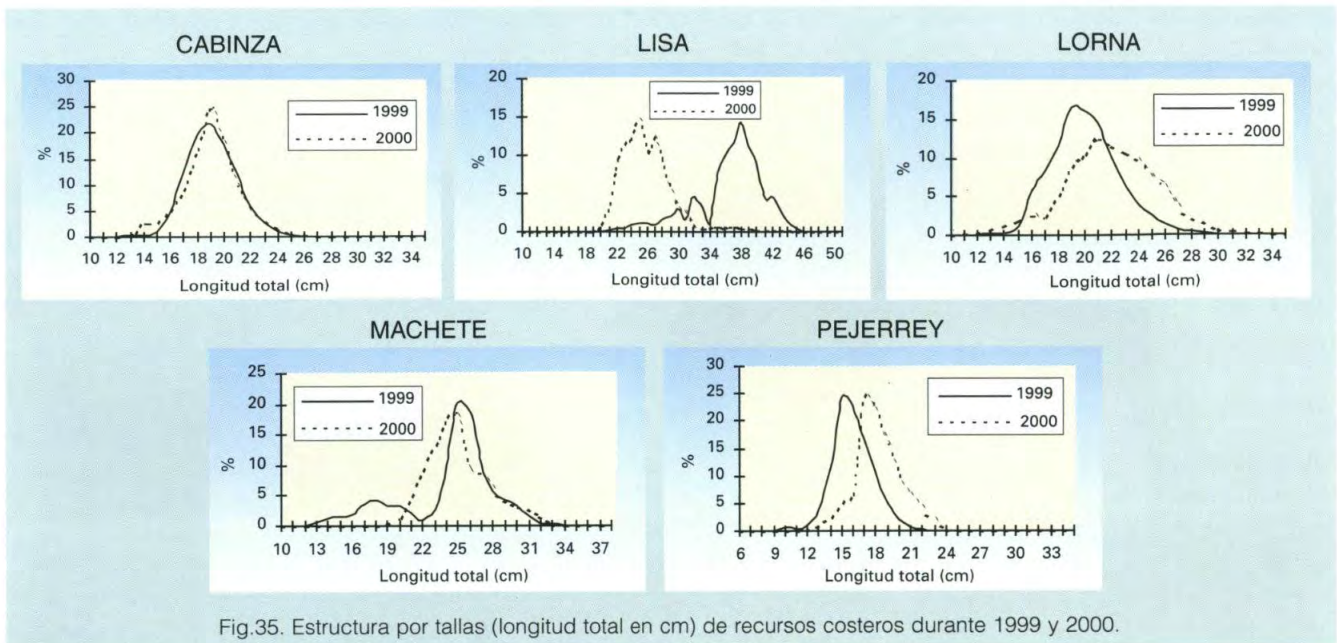 CABINZA
30
25
20
15
10
5
0
%
1999
2000
10 12 14 16 18 20 22 24 26 28 30 32 34
Longitud total (cm)
LISA
20
15
10
5
0
%
1999
2000
10 14 18 22 26 30 34 38 42 46 50
Longitud total (cm)
LORNA
20
15
10
5
0
%
1999
2000
10 12 14 16 18 20 22 24 26 28 30 32 34
Longitud total (cm)
MACHETE
25
20
15
10
5
0
%
1999
2000
10 13 16 19 22 25 28 31 34 37
Longitud total (cm)
PEJERREY
30
25
20
15
10
5
0
%
1999
2000
6 9 12 15 18 21 24 27 30 33
Longitud total (cm)
Fig.35. Estructura por tallas (longitud total en cm) de recursos costeros durante 1999 y 2000.